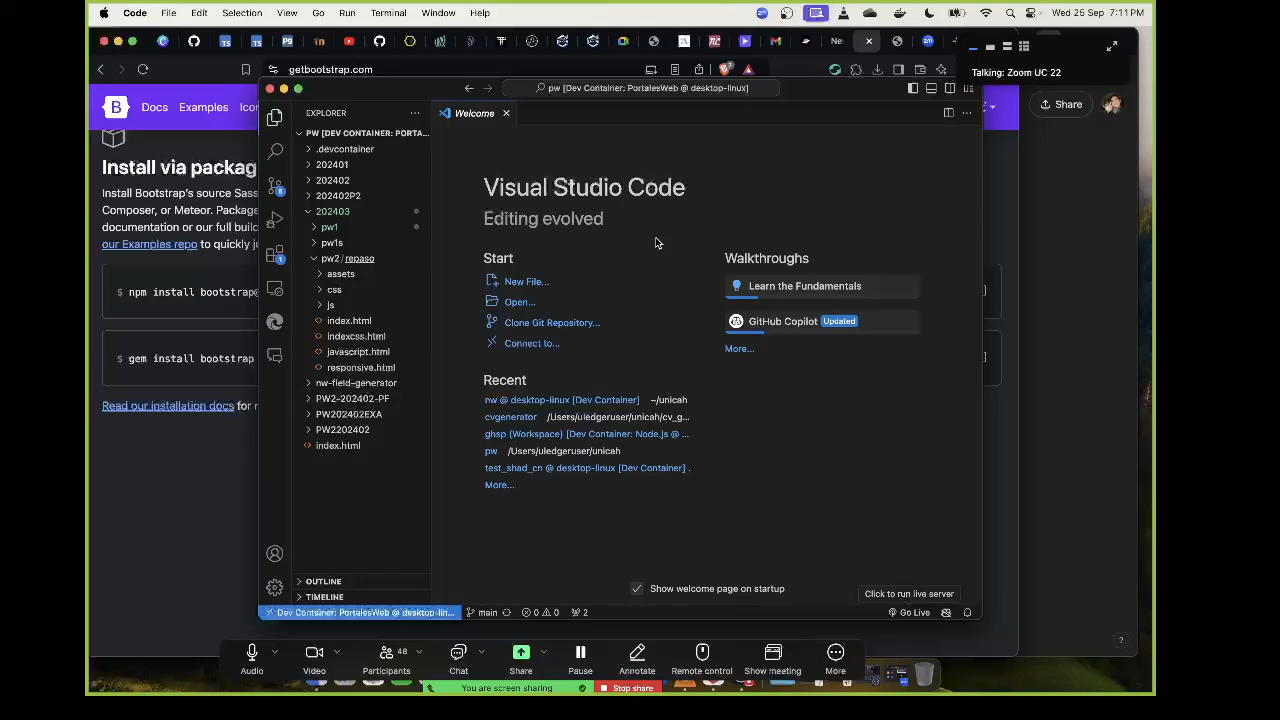 Code File Edit Selection View Go Run Terminal Window Help
zm Wed 25 Sep 7:11 PM
getbootstrap.com
Talking: Zoom UC 22
B Docs Examples
Share
pw [Dev Container: PortalesWeb @ desktop-linux]
EXPLORER
Welcome
PW [DEV CONTAINER: PORTA...
.devcontainer
202401
202402
202402P2
202403
pw1
pw1s
pw2 / repaso
assets
css
js
index.html
indexcss.html
javascript.html
responsive.html
nw-field-generator
PW2-202402-PF
PW202402EXA
PW2202402
index.html
OUTLINE
TIMELINE
Install via packag
Install Bootstrap's source Sass
Composer, or Meteor. Package
documentation or our full buil
our Examples repo to quickly ju
$ npm install bootstrap@
$ gem install bootstrap
Read our installation docs for
Visual Studio Code
Editing evolved
Start
New File...
Open...
Clone Git Repository...
Connect to...
Recent
nw @ desktop-linux [Dev Container] ~/unicah
cvgenerator /Users/uledgeruser/unicah/cv_g...
ghsp (Workspace) [Dev Container: Node.js @ ...
pw /Users/uledgeruser/unicah
test_shad_cn @ desktop-linux [Dev Container] .
More...
Walkthroughs
Learn the Fundamentals
GitHub Copilot Updated
More...
Show welcome page on startup
Click to run live server
Dev Container: PortalesWeb @ desktop-lin... main 0 0 2 Go Live
Audio Video Participants 48 Chat Share Pause Annotate Remote control Show meeting More
You are screen sharing Stop share